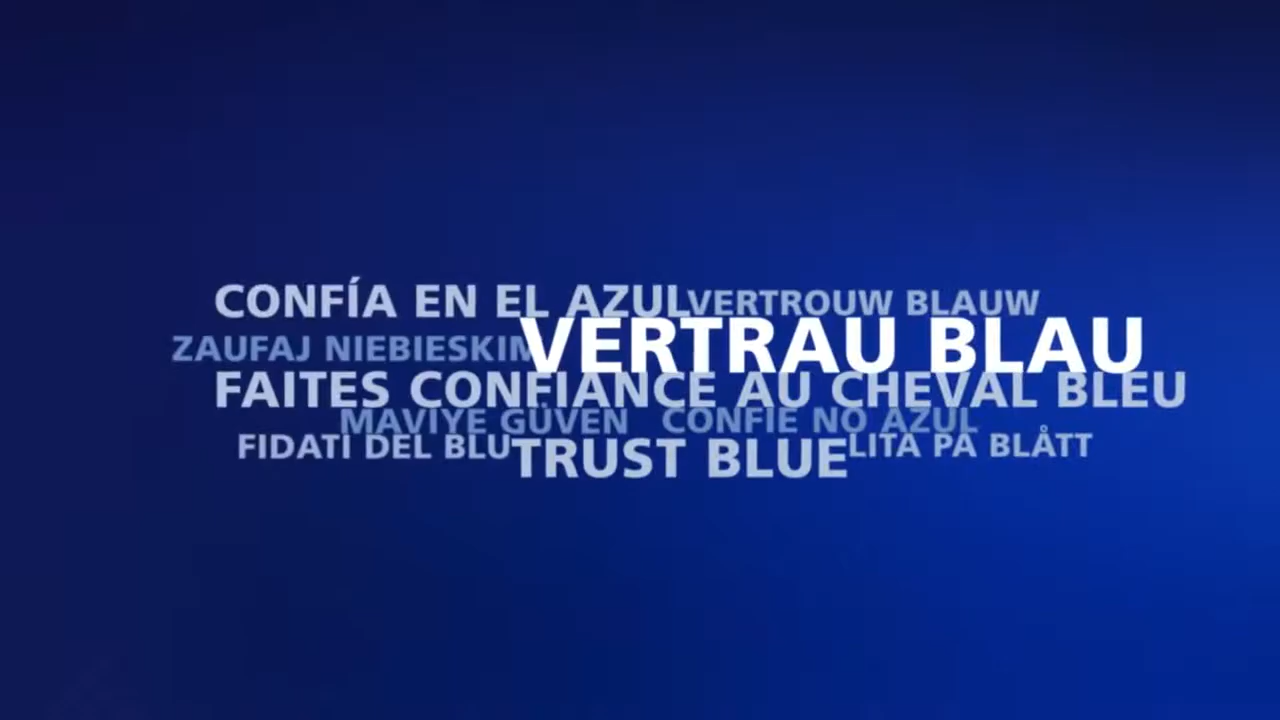 CONFÍA EN EL AZUL
VERTROUW BLAUW
ZAUFAJ NIEBIESKIM
VERTRAU BLAU
FAITES CONFIANCE AU CHEVAL BLEU
MAVIYE GÜVEN
CONFIE NO AZUL
FIDATI DEL BLU
TRUST BLUE
LITA PÅ BLÅTT